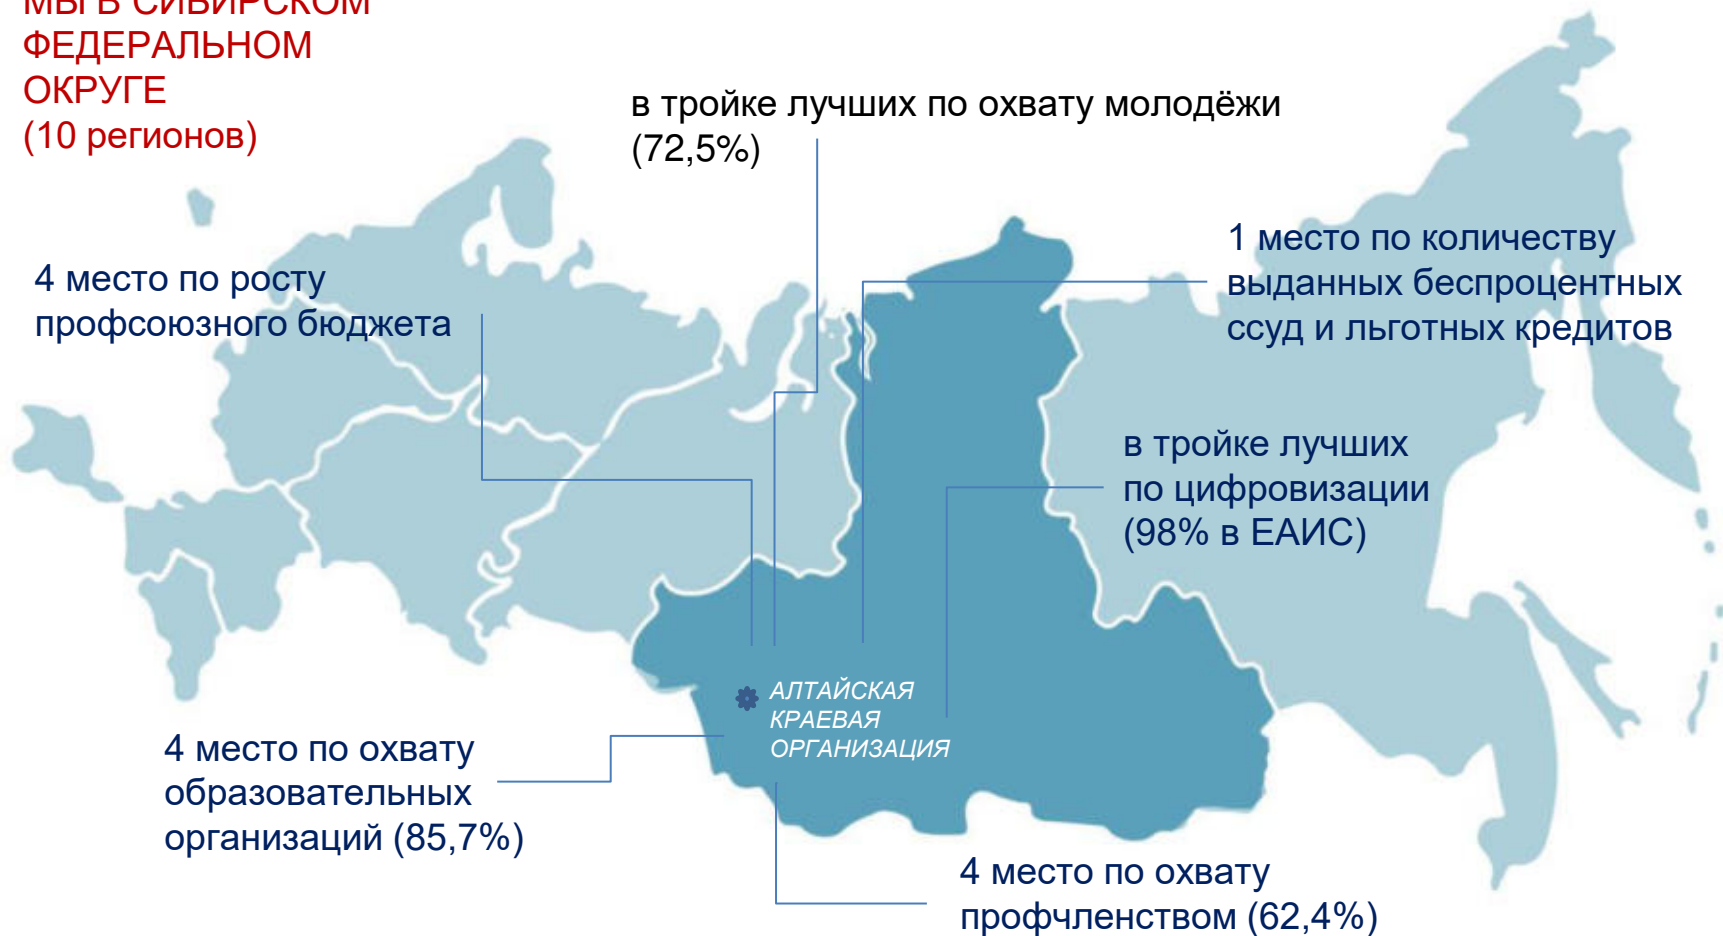 МЫ В СИБИРСКОМ
ФЕДЕРАЛЬНОМ
ОКРУГЕ
(10 регионов)
в тройке лучших по охвату молодёжи
(72,5%)
1 место по количеству
выданных беспроцентных
ссуд и льготных кредитов
4 место по росту
профсоюзного бюджета
в тройке лучших
по цифровизации
(98% в ЕАИС)
АЛТАЙСКАЯ
КРАЕВАЯ
ОРГАНИЗАЦИЯ
4 место по охвату
образовательных
организаций (85,7%)
4 место по охвату
профчленством (62,4%)